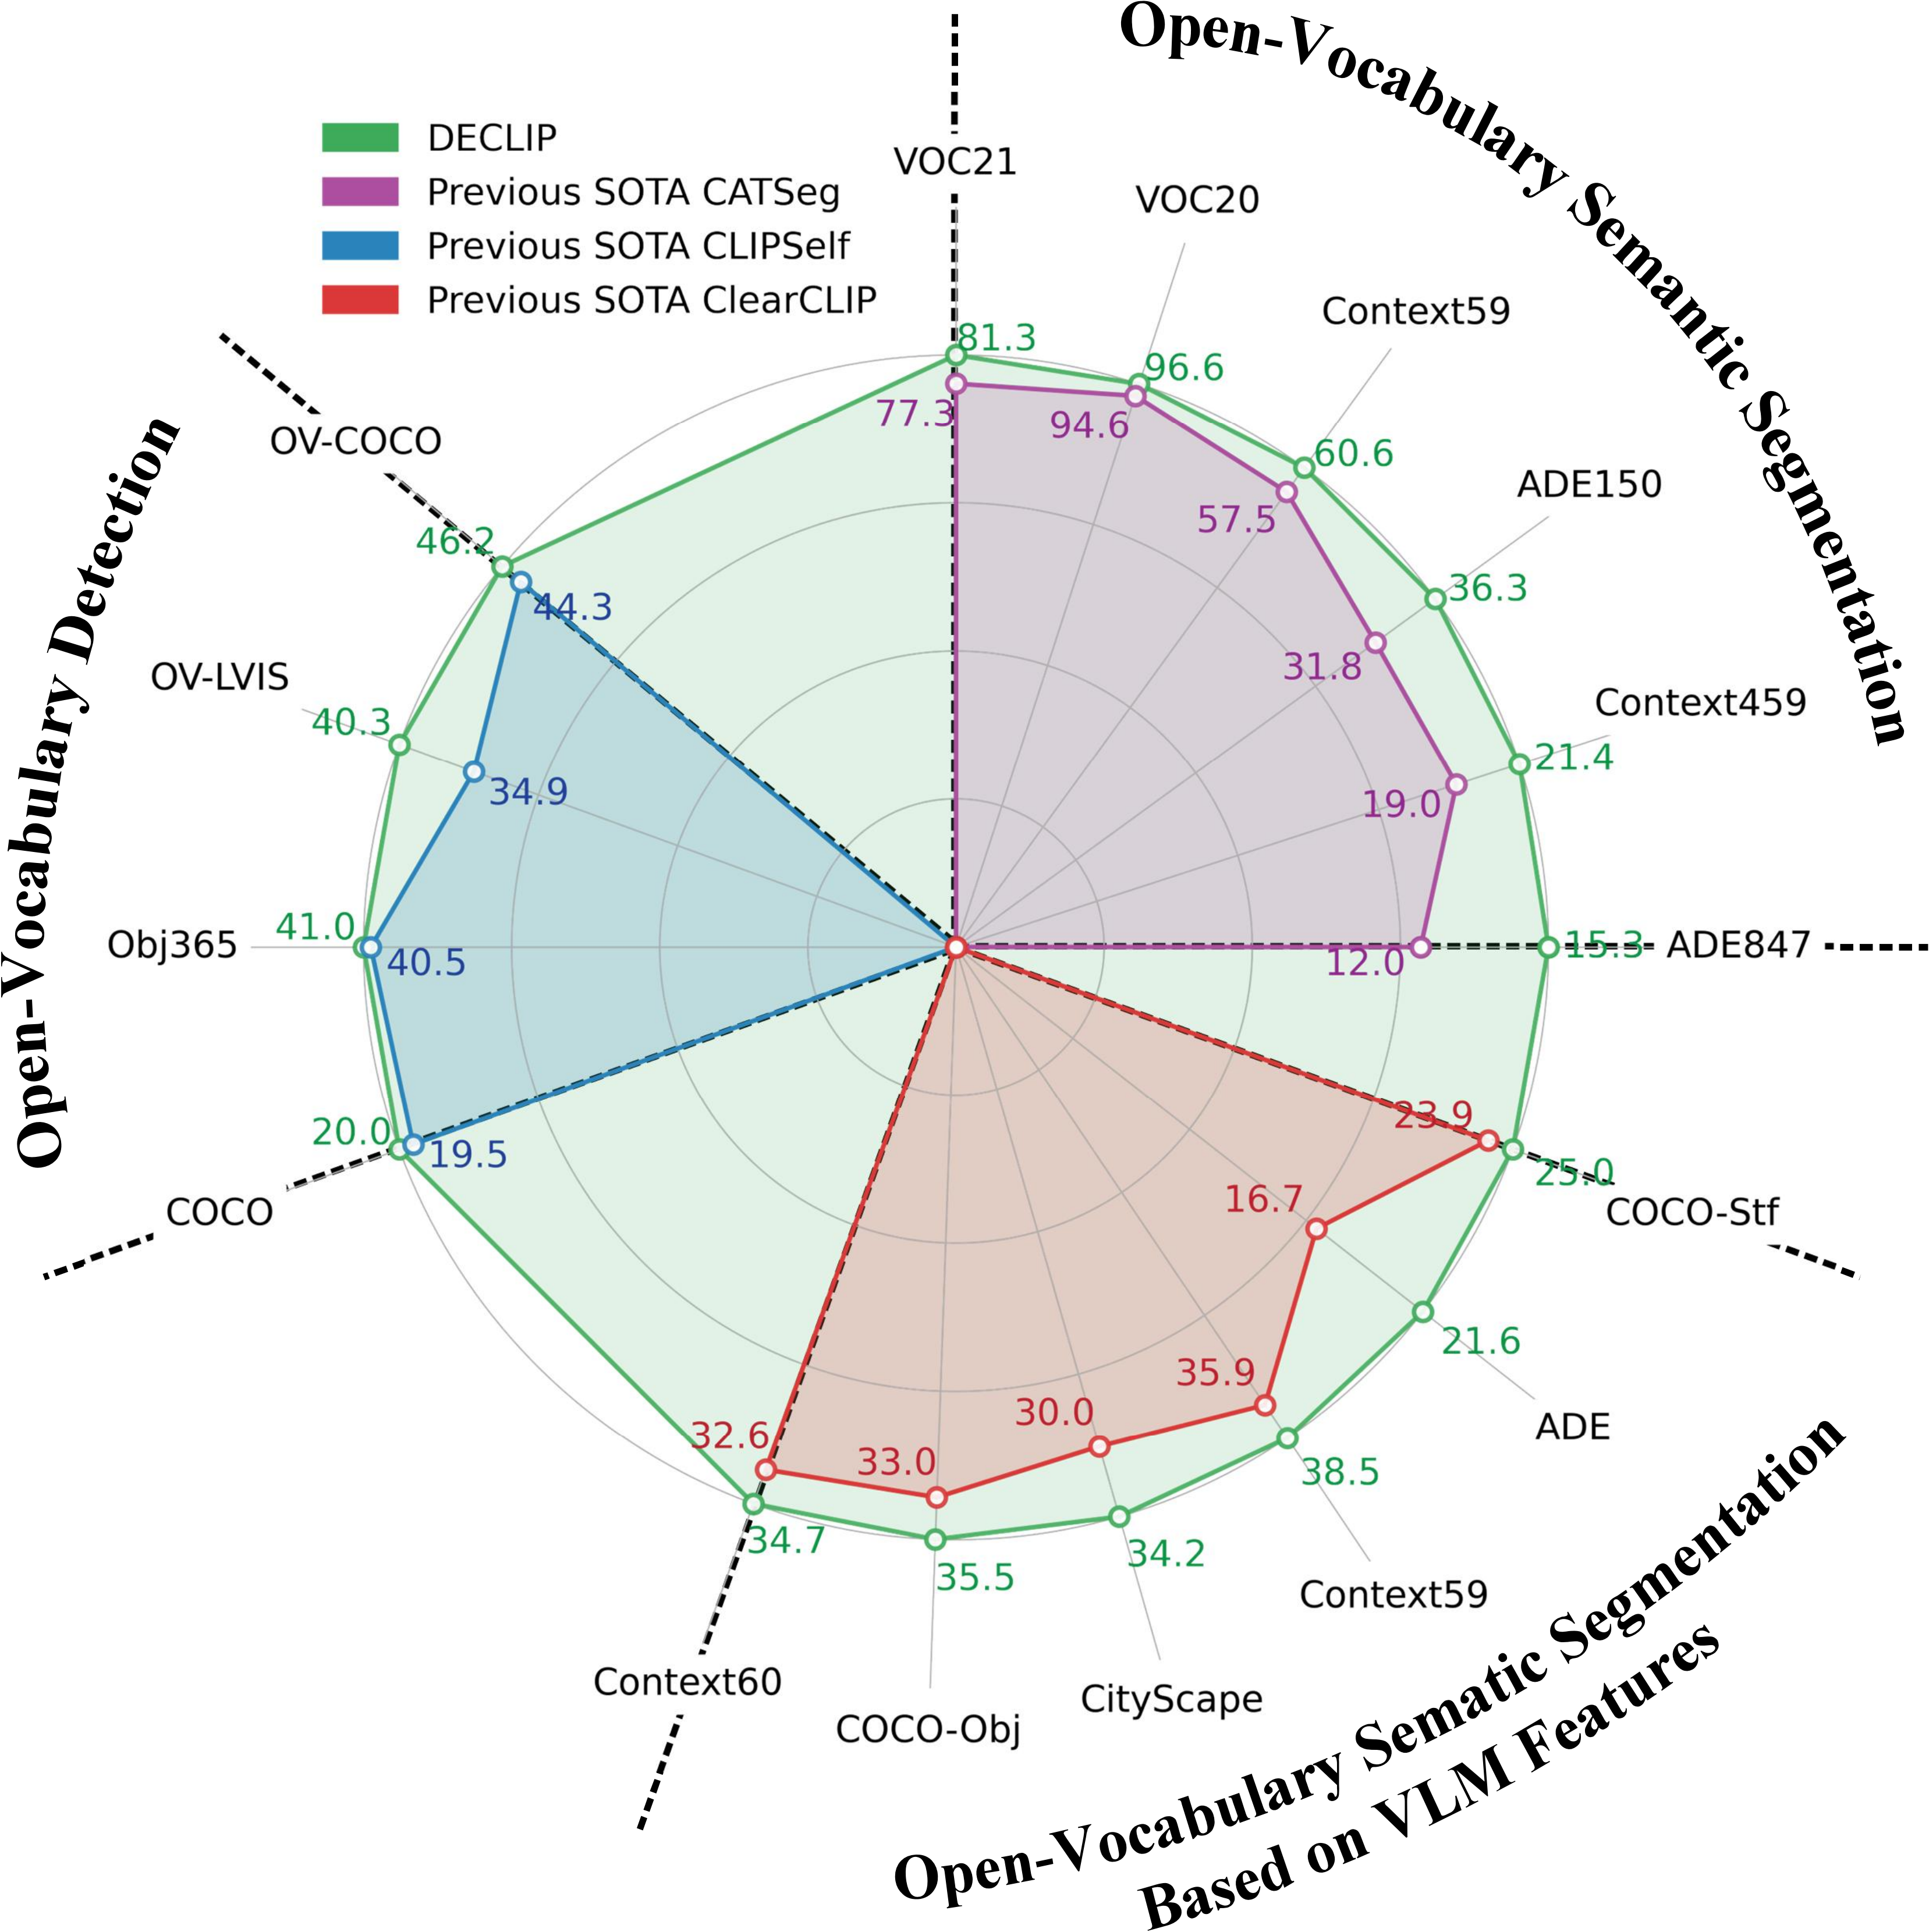 Open-Vocabulary Semantic Segmentation
DECLIP
Previous SOTA CATSeg
Previous SOTA CLIPSelf
Previous SOTA ClearCLIP
VOC21
VOC20
Context59
ADE150
Context459
ADE847
81.3
96.6
60.6
36.3
21.4
15.3
77.3
94.6
57.5
31.8
19.0
12.0
Open-Vocabulary Detection
OV-COCO
OV-LVIS
Obj365
COCO
46.2
40.3
41.0
20.0
44.3
34.9
40.5
19.5
COCO-Stf
ADE
Context59
CityScape
COCO-Obj
Context60
23.9
16.7
35.9
30.0
33.0
32.6
25.0
21.6
38.5
34.2
35.5
34.7
Open-Vocabulary Sematic Segmentation
Based on VLM Features